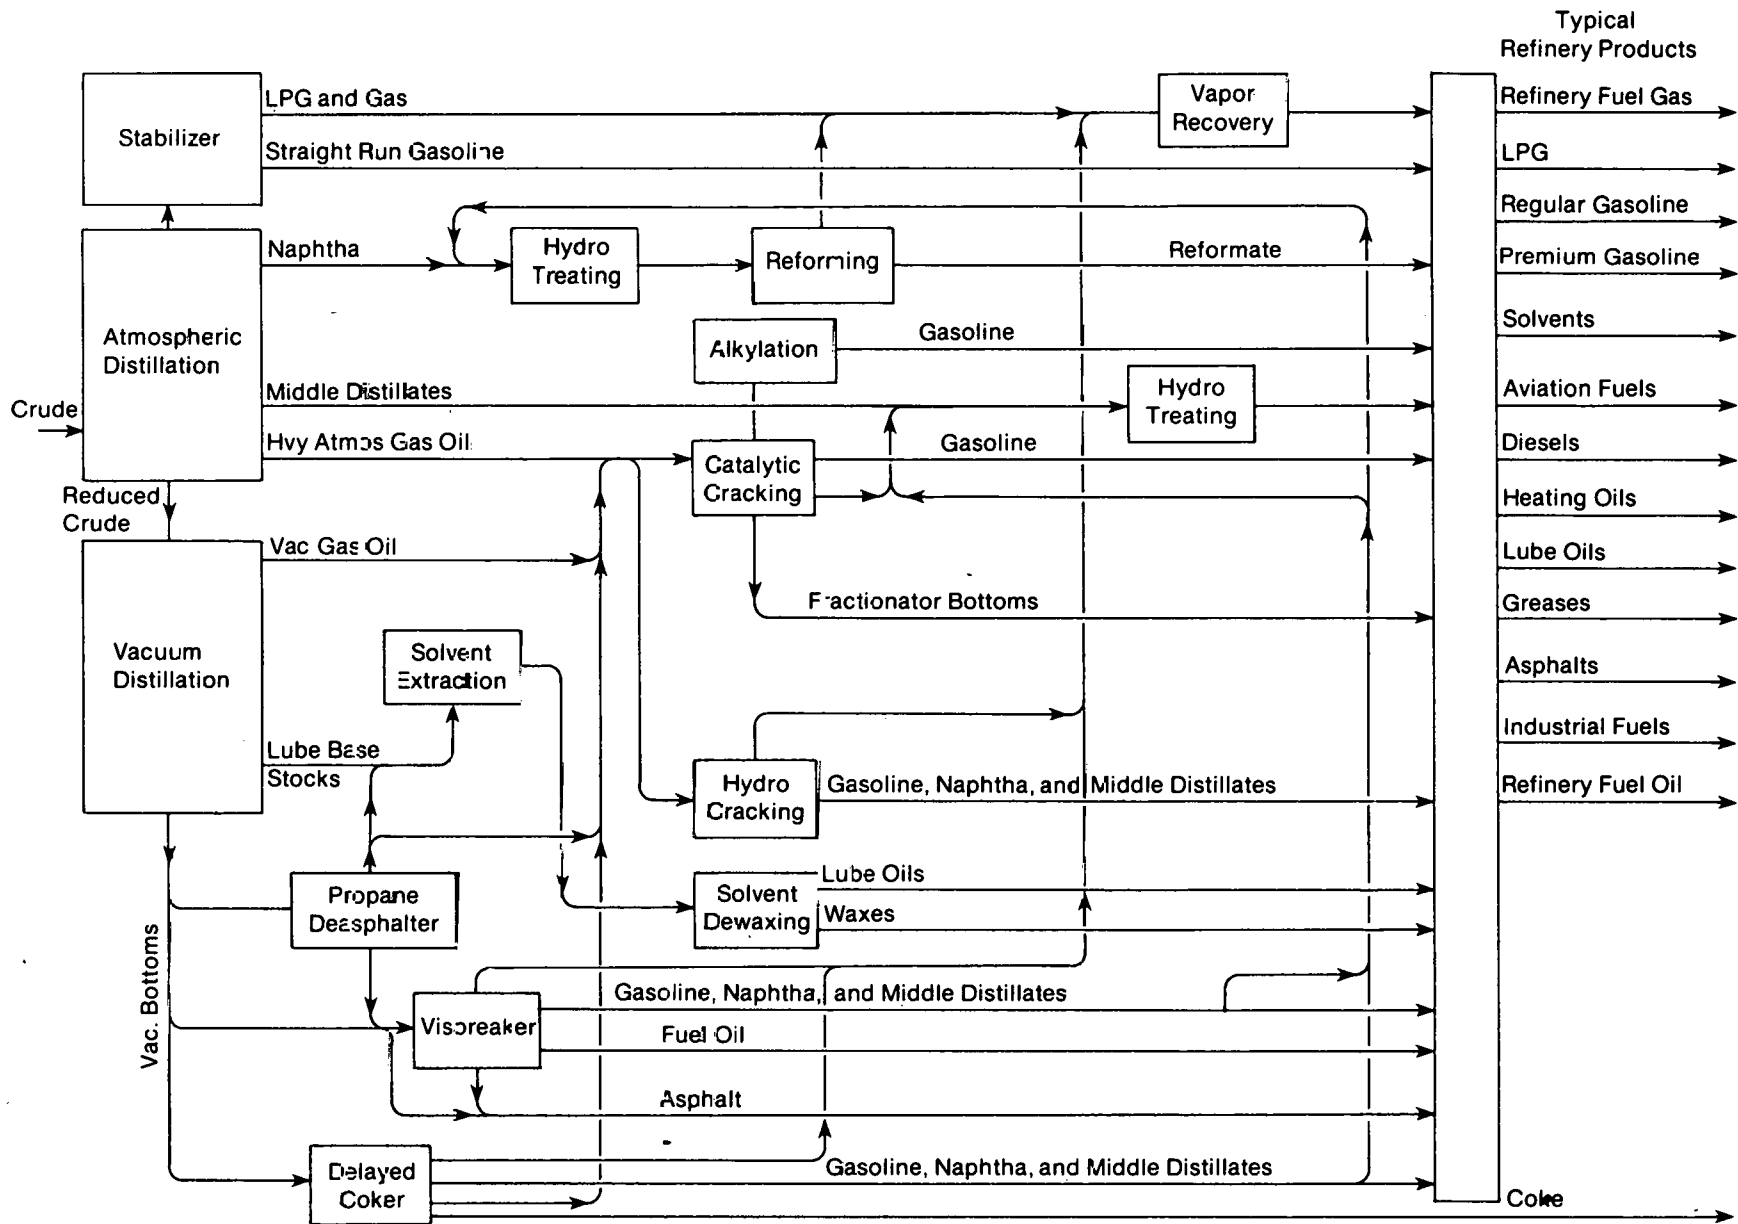 Typical
Refinery Products
LPG and Gas
Stabilizer
Straight Run Gasoline
Vapor
Recovery
Refinery Fuel Gas
LPG
Regular Gasoline
Premium Gasoline
Solvents
Aviation Fuels
Diesels
Heating Oils
Lube Oils
Greases
Asphalts
Industrial Fuels
Refinery Fuel Oil
Coke
Naphtha
Hydro
Treating
Reforming
Reformate
Atmospheric
Distillation
Alkylation
Gasoline
Crude
Middle Distillates
Hydro
Treating
Hvy Atmos Gas Oil
Catalytic
Cracking
Gasoline
Reduced
Crude
Vac Gas Oil
Fractionator Bottoms
Vacuum
Distillation
Solvent
Extraction
Lube Base
Stocks
Hydro
Cracking
Gasoline, Naphtha, and Middle Distillates
Propane
Deasphalter
Solvent
Dewaxing
Lube Oils
Waxes
Vac. Bottoms
Visbreaker
Gasoline, Naphtha, and Middle Distillates
Fuel Oil
Asphalt
Delayed
Coker
Gasoline, Naphtha, and Middle Distillates